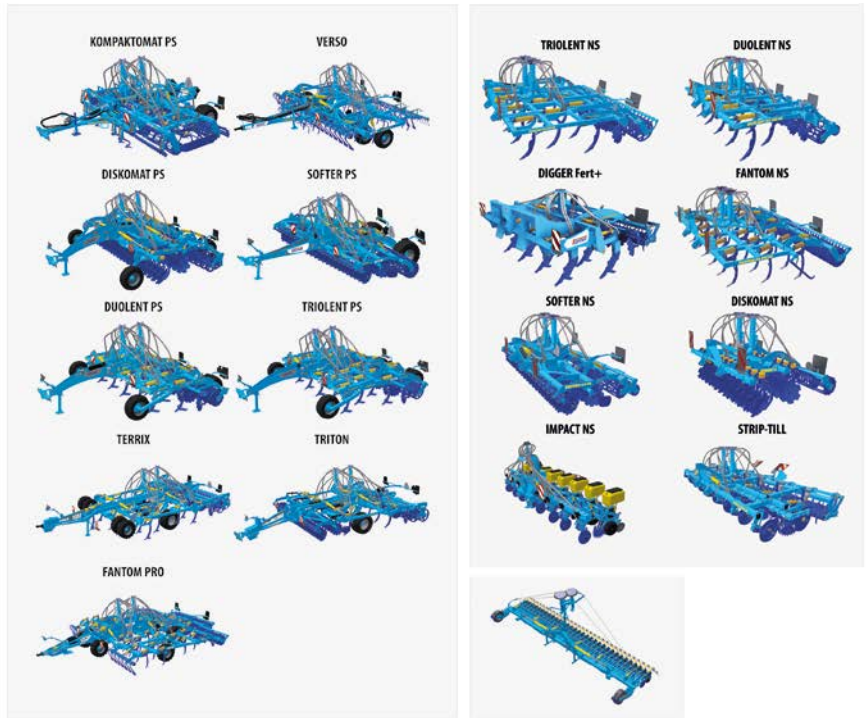 KOMPAKTOMAT PS
VERSO
DISKOMAT PS
SOFTER PS
DUOLENT PS
TRIOLENT PS
TERRIX
TRITON
FANTOM PRO
TRIOLENT NS
DUOLENT NS
DIGGER Fert+
FANTOM NS
SOFTER NS
DISKOMAT NS
IMPACT NS
STRIP-TILL